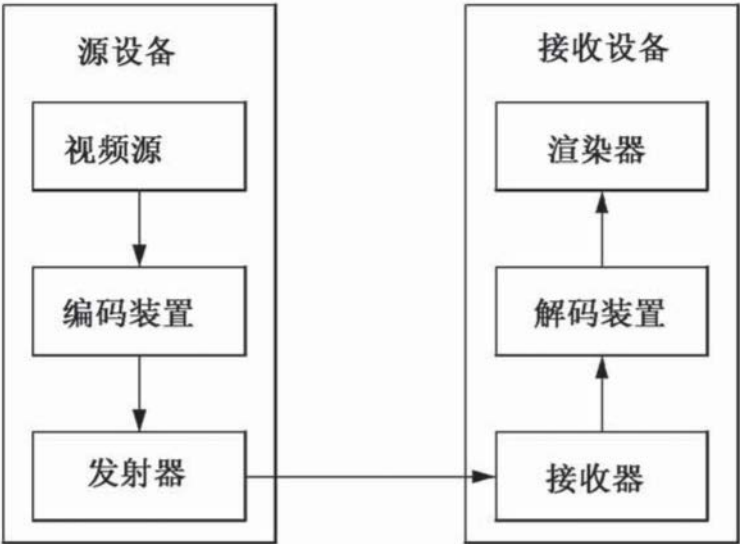 源设备
视频源
编码装置
发射器
接收设备
渲染器
解码装置
接收器